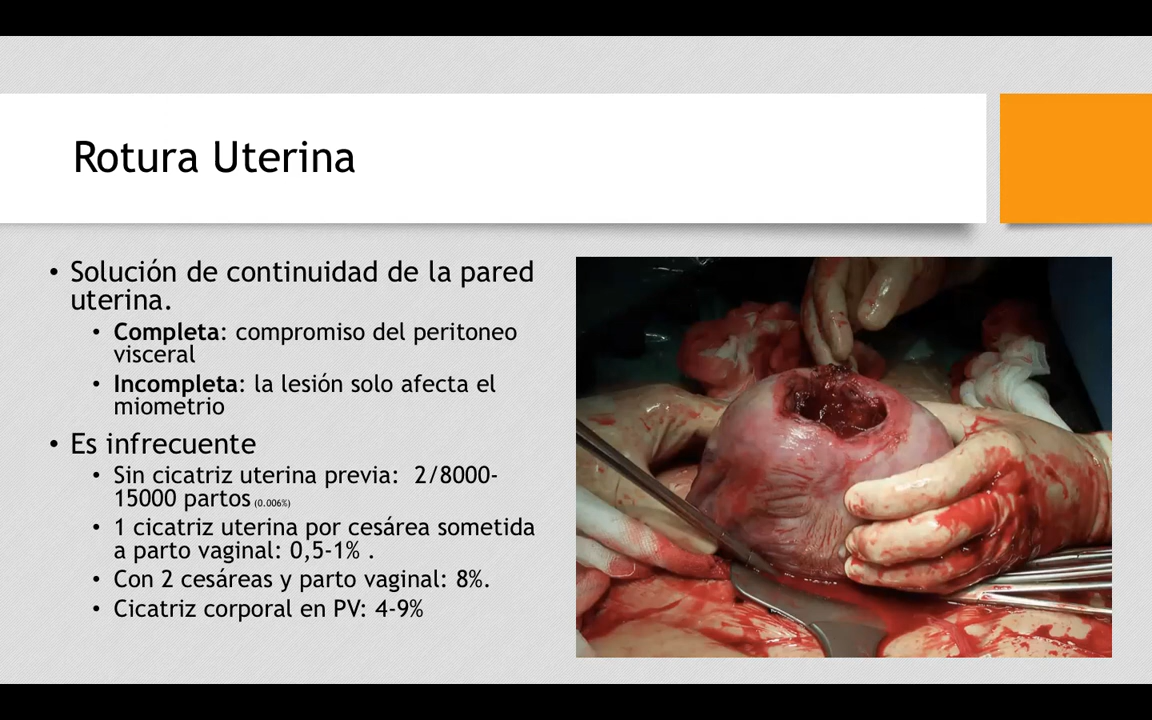 Rotura Uterina
• Solución de continuidad de la pared
uterina.
• Completa: compromiso del peritoneo
visceral
• Incompleta: la lesión solo afecta el
miometrio
• Es infrecuente
• Sin cicatriz uterina previa: 2/8000-
15000 partos (0.006%)
• 1 cicatriz uterina por cesárea sometida
a parto vaginal: 0,5-1% .
• Con 2 cesáreas y parto vaginal: 8%.
• Cicatriz corporal en PV: 4-9%